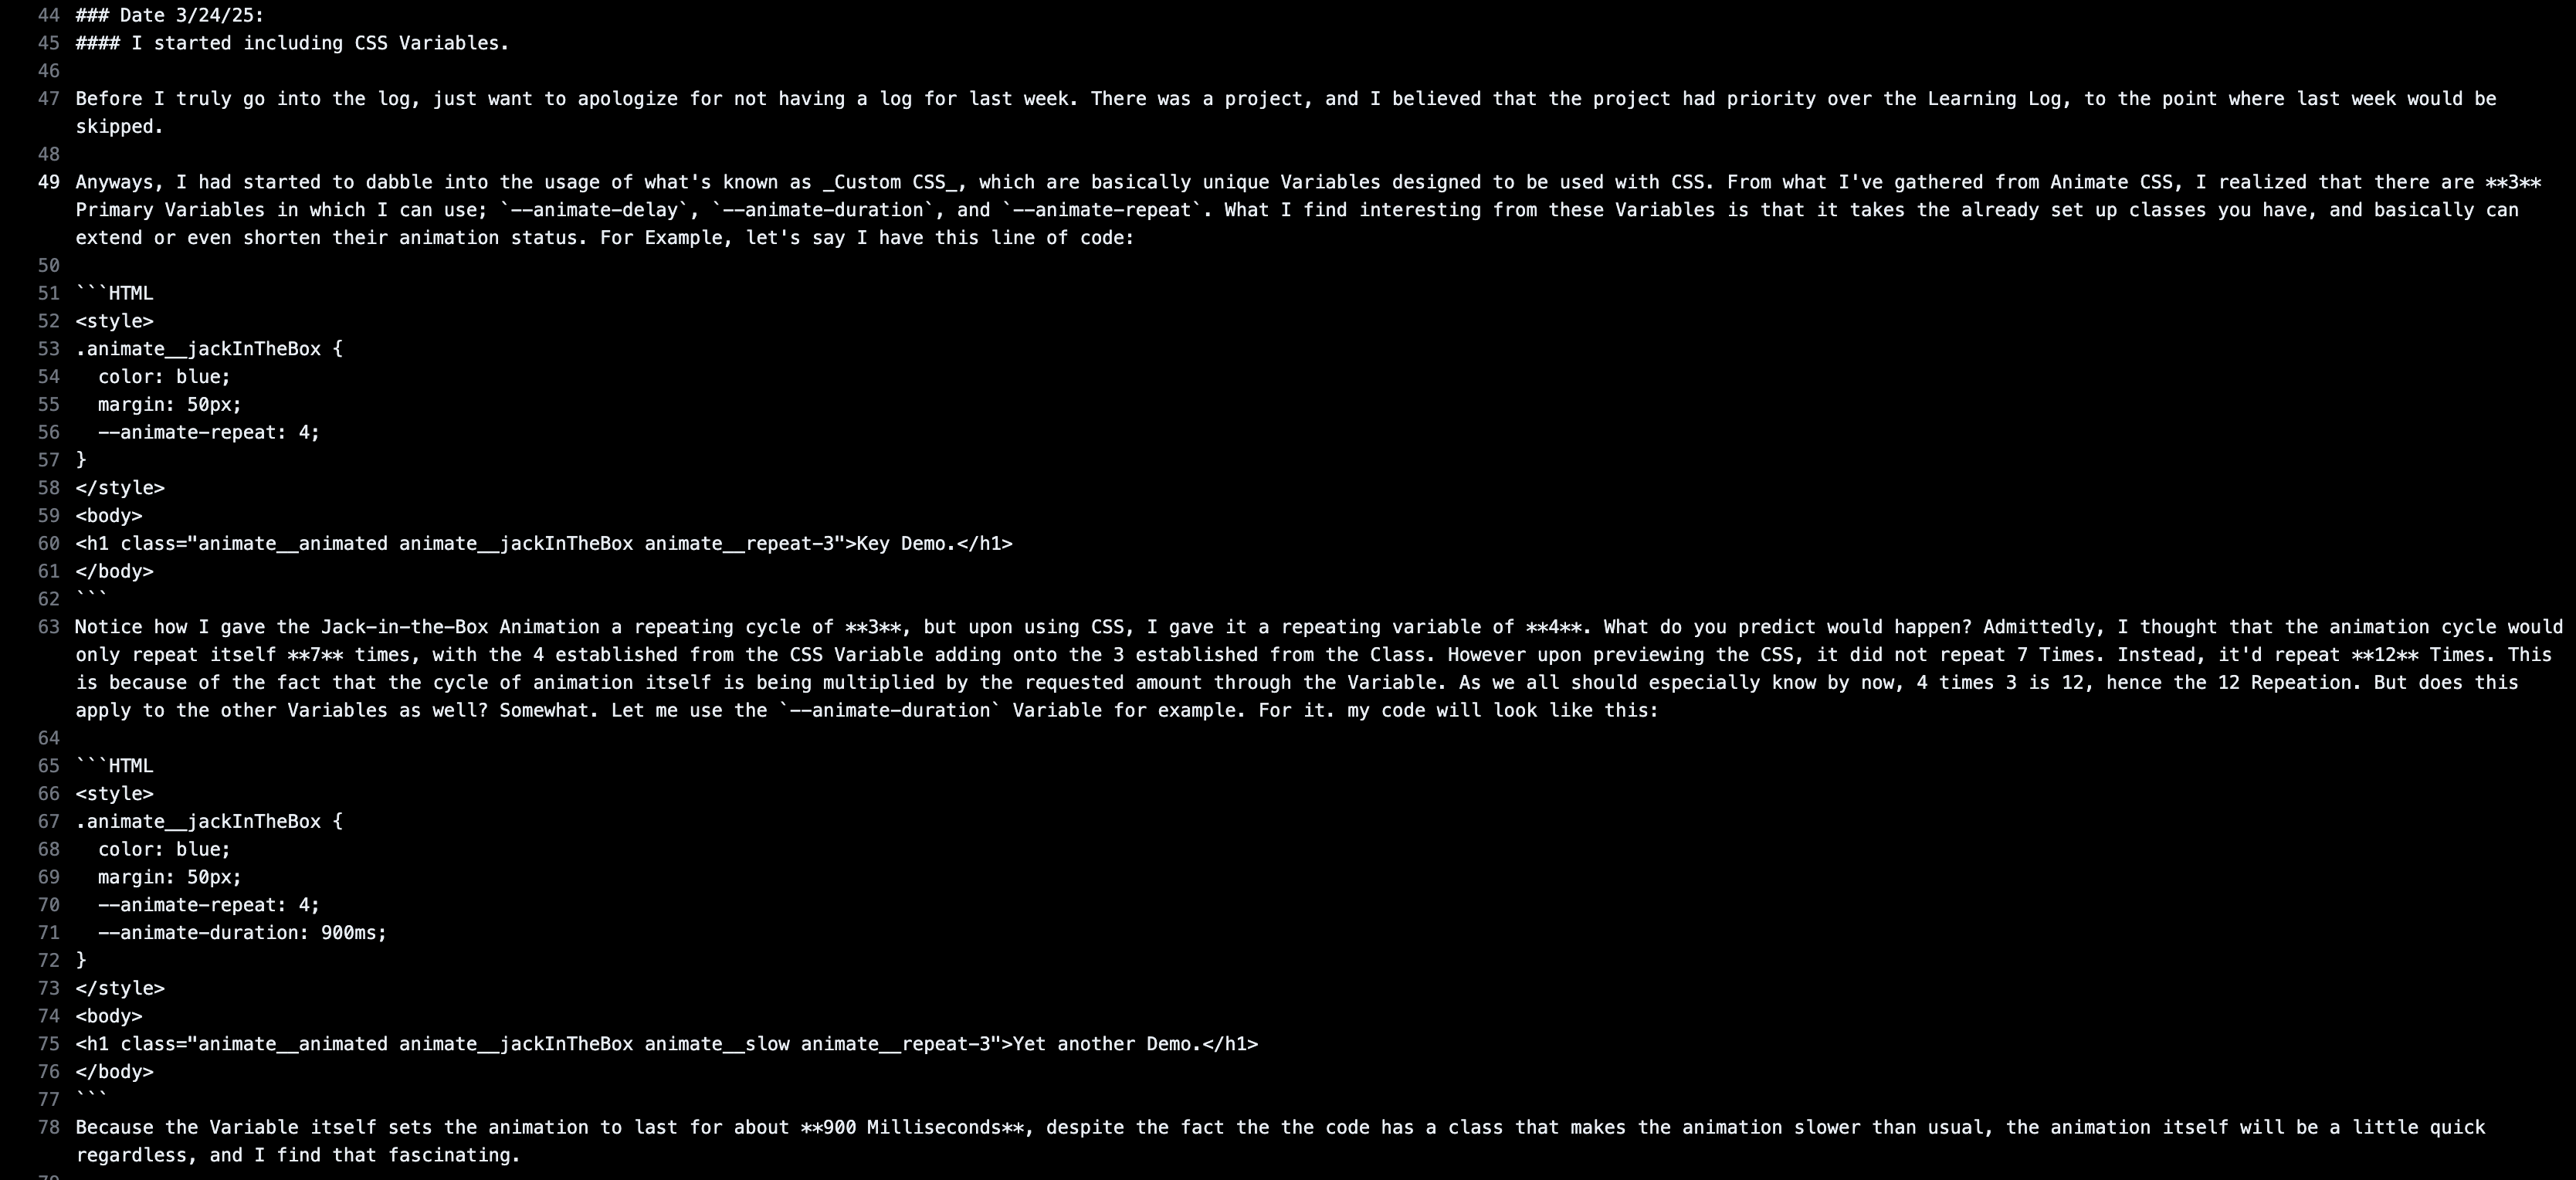 44 ### Date 3/24/25:
45 #### I started including CSS Variables.
46
47 Before I truly go into the log, just want to apologize for not having a log for last week. There was a project, and I believed that the project had priority over the Learning Log, to the point where last week would be
skipped.
48
49 Anyways, I had started to dabble into the usage of what's known as _Custom CSS_, which are basically unique Variables designed to be used with CSS. From what I've gathered from Animate CSS, I realized that there are **3**
Primary Variables in which I can use; `--animate-delay`, `--animate-duration`, and `--animate-repeat`. What I find interesting from these Variables is that it takes the already set up classes you have, and basically can
extend or even shorten their animation status. For Example, let's say I have this line of code:
50
51 ```HTML
52 <style>
53 .animate__jackInTheBox {
54   color: blue;
55   margin: 50px;
56   --animate-repeat: 4;
57 }
58 </style>
59 <body>
60 <h1 class="animate__animated animate__jackInTheBox animate__repeat-3">Key Demo.</h1>
61 </body>
62 ```
63 Notice how I gave the Jack-in-the-Box Animation a repeating cycle of **3**, but upon using CSS, I gave it a repeating variable of **4**. What do you predict would happen? Admittedly, I thought that the animation cycle would
only repeat itself **7** times, with the 4 established from the CSS Variable adding onto the 3 established from the Class. However upon previewing the CSS, it did not repeat 7 Times. Instead, it'd repeat **12** Times. This
is because of the fact that the cycle of animation itself is being multiplied by the requested amount through the Variable. As we all should especially know by now, 4 times 3 is 12, hence the 12 Repeation. But does this
apply to the other Variables as well? Somewhat. Let me use the `--animate-duration` Variable for example. For it. my code will look like this:
64
65 ```HTML
66 <style>
67 .animate__jackInTheBox {
68   color: blue;
69   margin: 50px;
70   --animate-repeat: 4;
71   --animate-duration: 900ms;
72 }
73 </style>
74 <body>
75 <h1 class="animate__animated animate__jackInTheBox animate__slow animate__repeat-3">Yet another Demo.</h1>
76 </body>
77 ```
78 Because the Variable itself sets the animation to last for about **900 Milliseconds**, despite the fact the the code has a class that makes the animation slower than usual, the animation itself will be a little quick
regardless, and I find that fascinating.